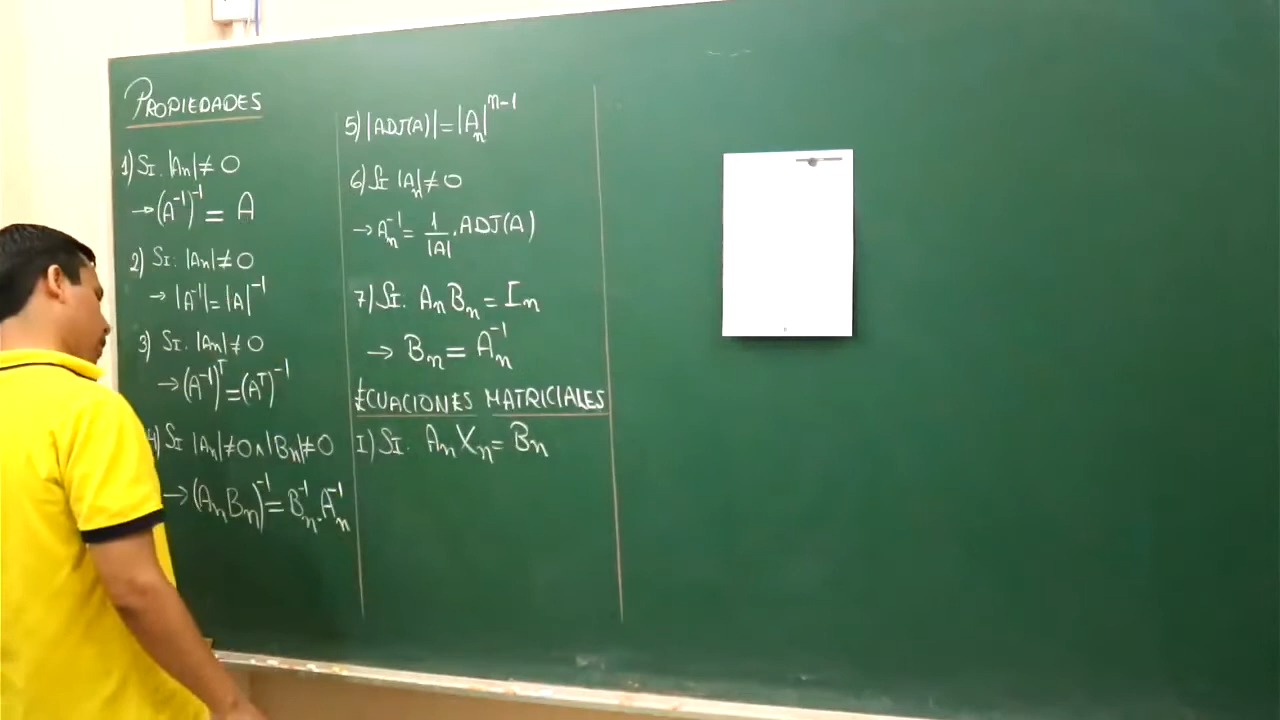 PROPIEDADES
1) SI. |An| ≠ 0
→ (A⁻¹)⁻¹ = A
2) SI: |An| ≠ 0
→ |A⁻¹| = |A|⁻¹
3) SI. |An| ≠ 0
→ (A⁻¹)ᵀ = (Aᵀ)⁻¹
4) SI |An| ≠ 0 ∧ |Bn| ≠ 0
→ (AnBn)⁻¹ = Bn⁻¹. An⁻¹
5) |ADJ(A)| = |An|ⁿ⁻¹
6) SI |An| ≠ 0
→ An⁻¹ = 1/|A| . ADJ(A)
7) SI. An Bn = In
→ Bn = An⁻¹
ECUACIONES MATRICIALES
I) SI. An Xn = Bn